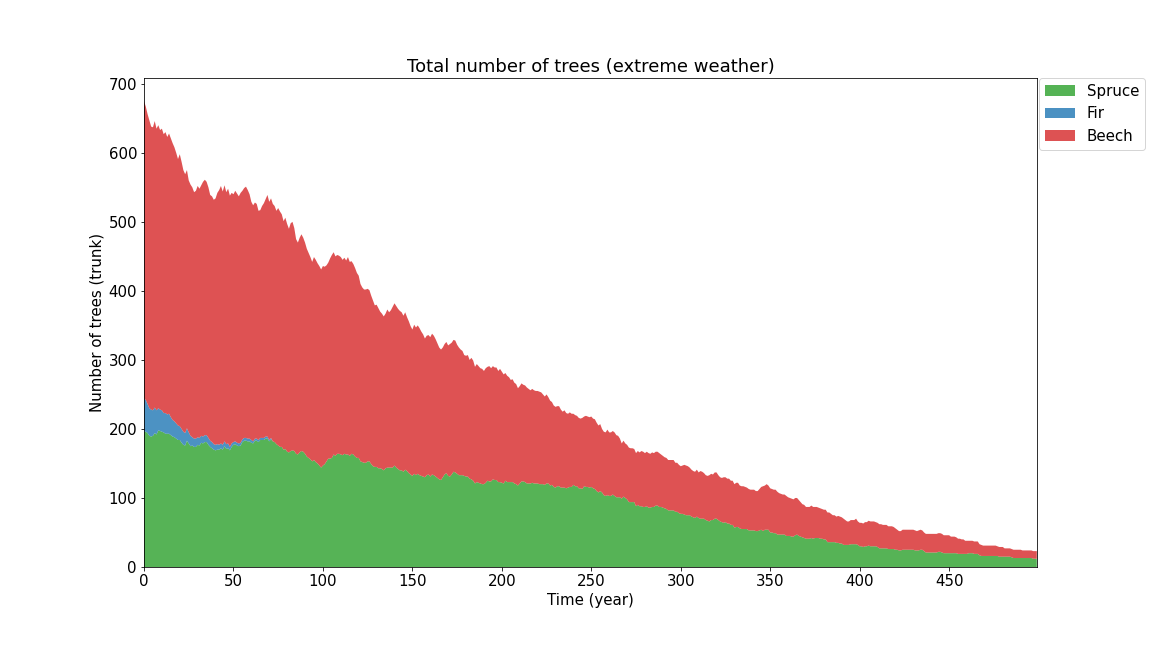 Total number of trees (extreme weather)
Spruce
Fir
Beech
Number of trees (trunk)
700
600
500
400
300
200
100
0
0 50 100 150 200 250 300 350 400 450
Time (year)